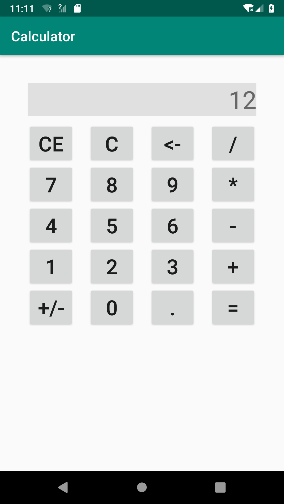 11:11
Calculator
12
CE C <- /
7 8 9 *
4 5 6 -
1 2 3 +
+/- 0 . =